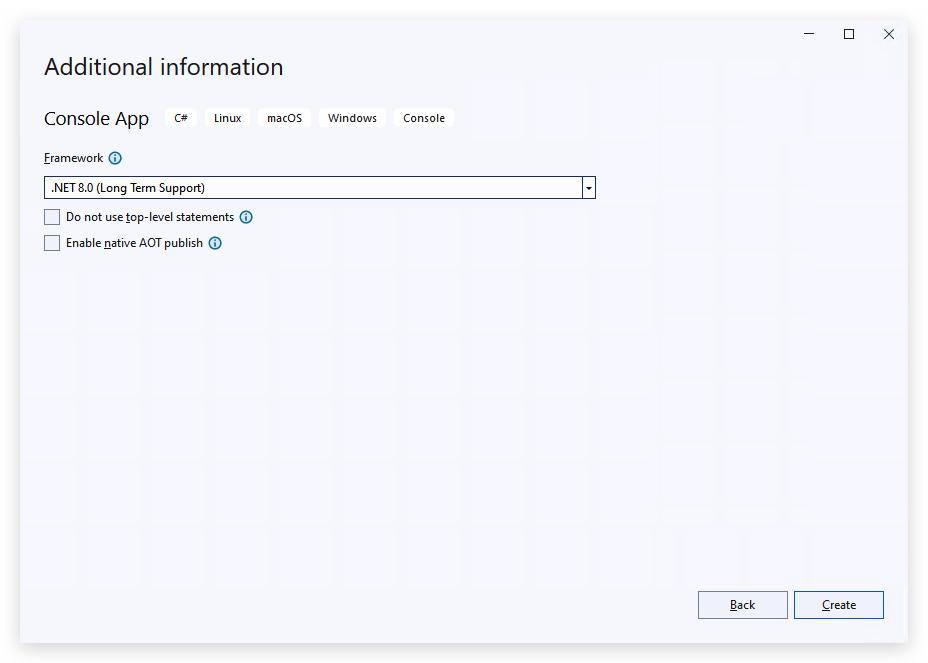 Additional information
Console App C# Linux macOS Windows Console
Framework
.NET 8.0 (Long Term Support)
Do not use top-level statements
Enable native AOT publish
Back Create